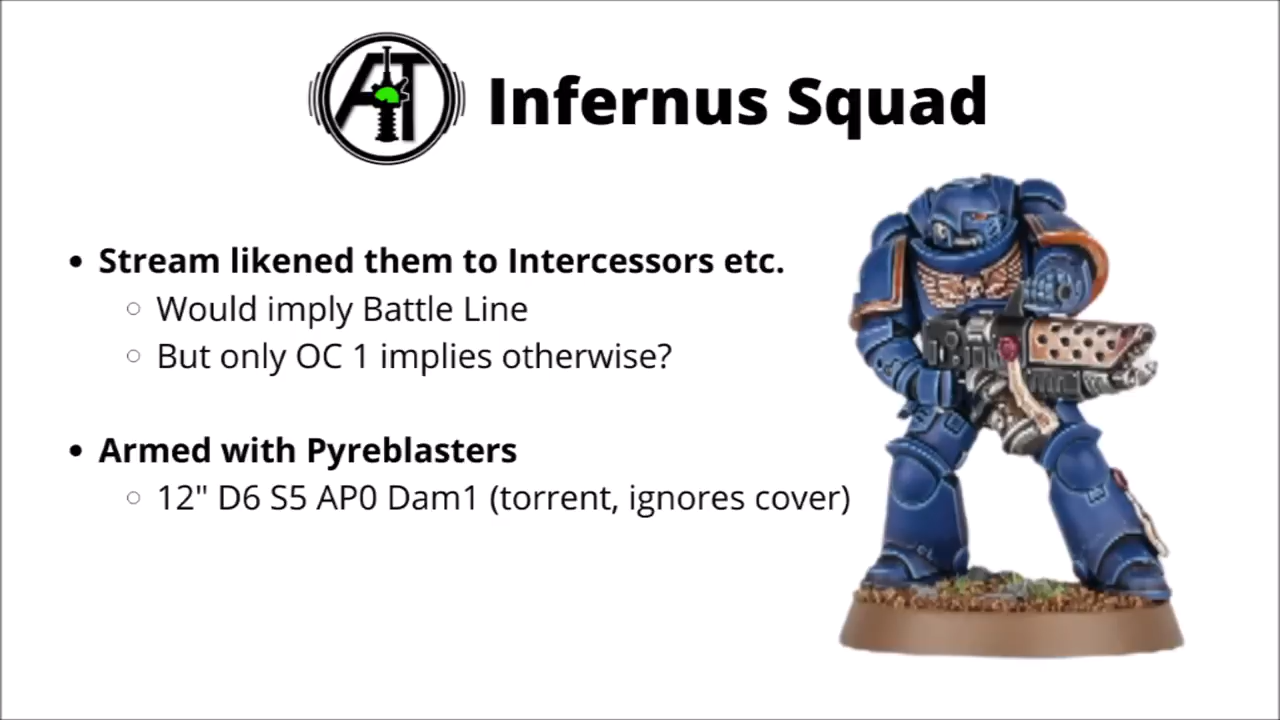 AT
Infernus Squad
• Stream likened them to Intercessors etc.
○ Would imply Battle Line
○ But only OC 1 implies otherwise?
• Armed with Pyreblasters
○ 12" D6 S5 AP0 Dam1 (torrent, ignores cover)